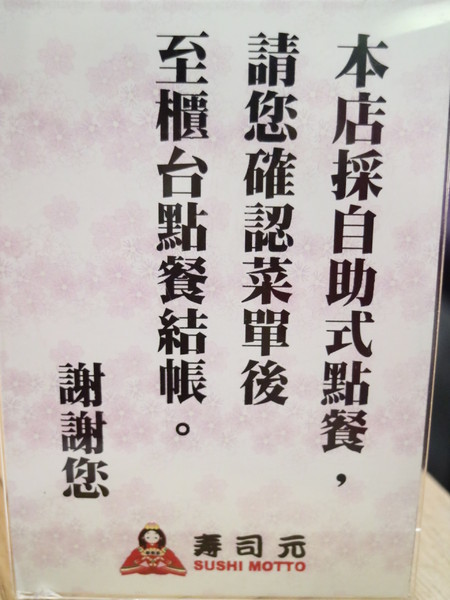 本店採自助式點餐，
請您確認菜單後
至櫃台點餐結帳。
謝謝您
寿司元
SUSHI MOTTO